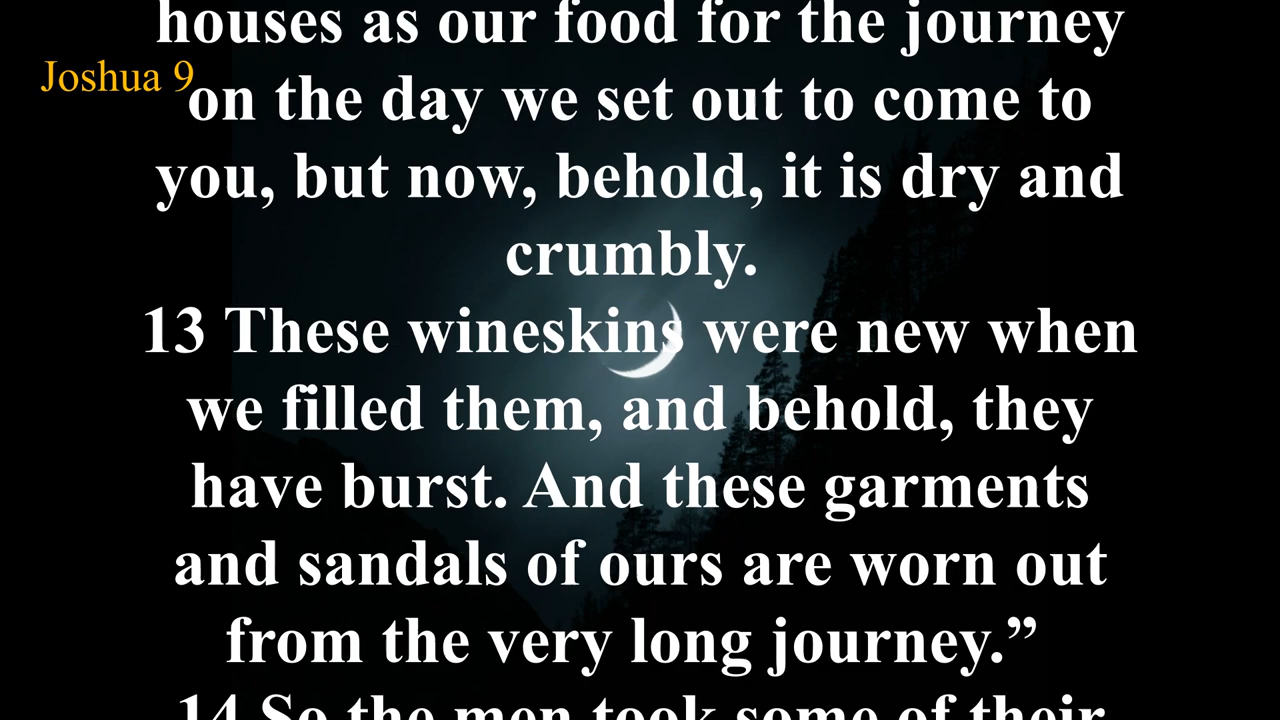 houses as our food for the journey
Joshua 9
on the day we set out to come to
you, but now, behold, it is dry and
crumbly.
13 These wineskins were new when
we filled them, and behold, they
have burst. And these garments
and sandals of ours are worn out
from the very long journey.”
14 So the men took some of their